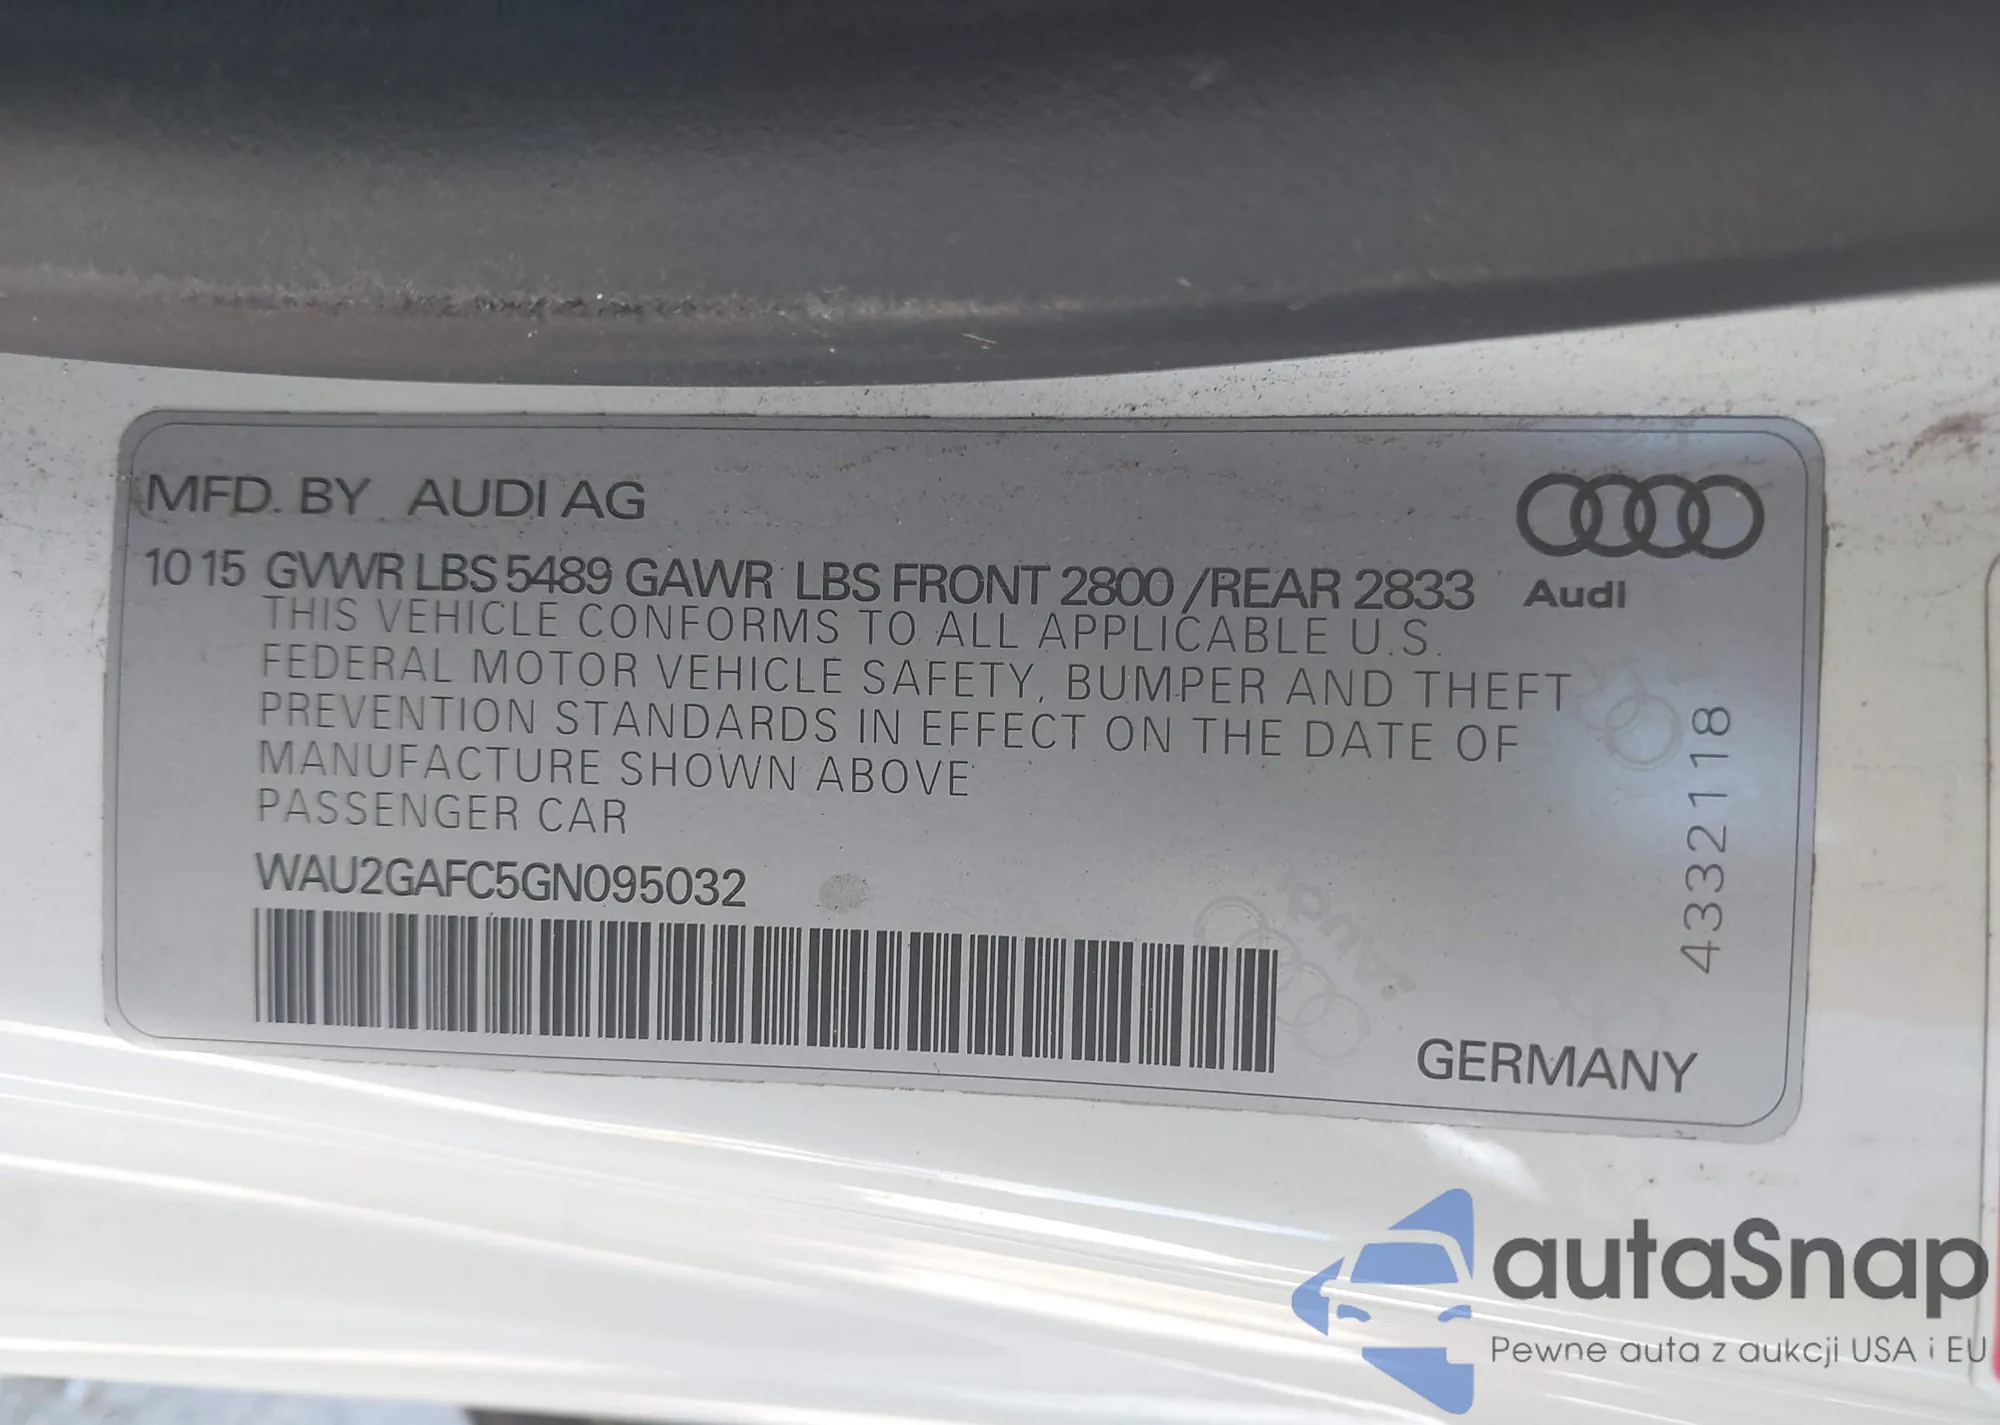 MFD. BY AUDI AG
1015 GVWR LBS 5489 GAWR LBS FRONT 2800 /REAR 2833
Audi
THIS VEHICLE CONFORMS TO ALL APPLICABLE U.S.
FEDERAL MOTOR VEHICLE SAFETY, BUMPER AND THEFT
PREVENTION STANDARDS IN EFFECT ON THE DATE OF
MANUFACTURE SHOWN ABOVE
PASSENGER CAR
WAU2GAFC5GN095032
4332118
Audi
GERMANY
autaSnap
Pewne auta z aukcji USA i EU